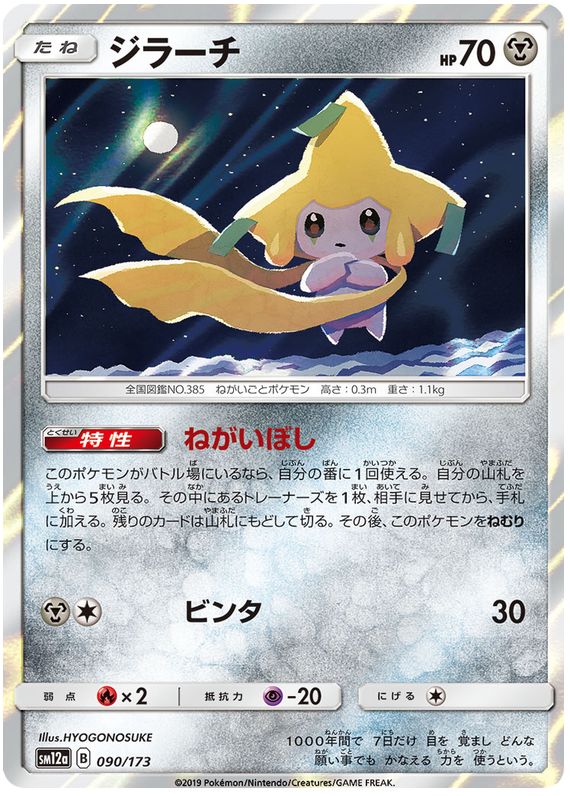 たね ジラーチ HP70
全国図鑑NO.385 ねがいごとポケモン 高さ:0.3m 重さ:1.1kg
とくせい
特性 ねがいぼし
このポケモンがバトル場にいるなら、自分の番に1回使える。自分の山札を
上から5枚見る。その中にあるトレーナーズを1枚、相手に見せてから、手札
に加える。残りのカードは山札にもどして切る。その後、このポケモンをねむり
にする。
ビンタ 30
弱点 ×2 抵抗力 -20 にげる
Illus.HYOGONOSUKE
1000年間で 7日だけ 目を 覚まし どんな
願い事でも かなえる 力を 使うという。
sm12a B 090/173
©2019 Pokémon/Nintendo/Creatures/GAME FREAK.